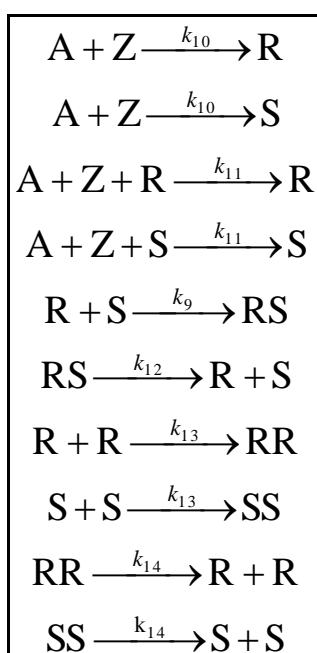 A + Z —k₁₀→ R
A + Z —k₁₀→ S
A + Z + R —k₁₁→ R
A + Z + S —k₁₁→ S
R + S —k₉→ RS
RS —k₁₂→ R + S
R + R —k₁₃→ RR
S + S —k₁₃→ SS
RR —k₁₄→ R + R
SS —k₁₄→ S + S